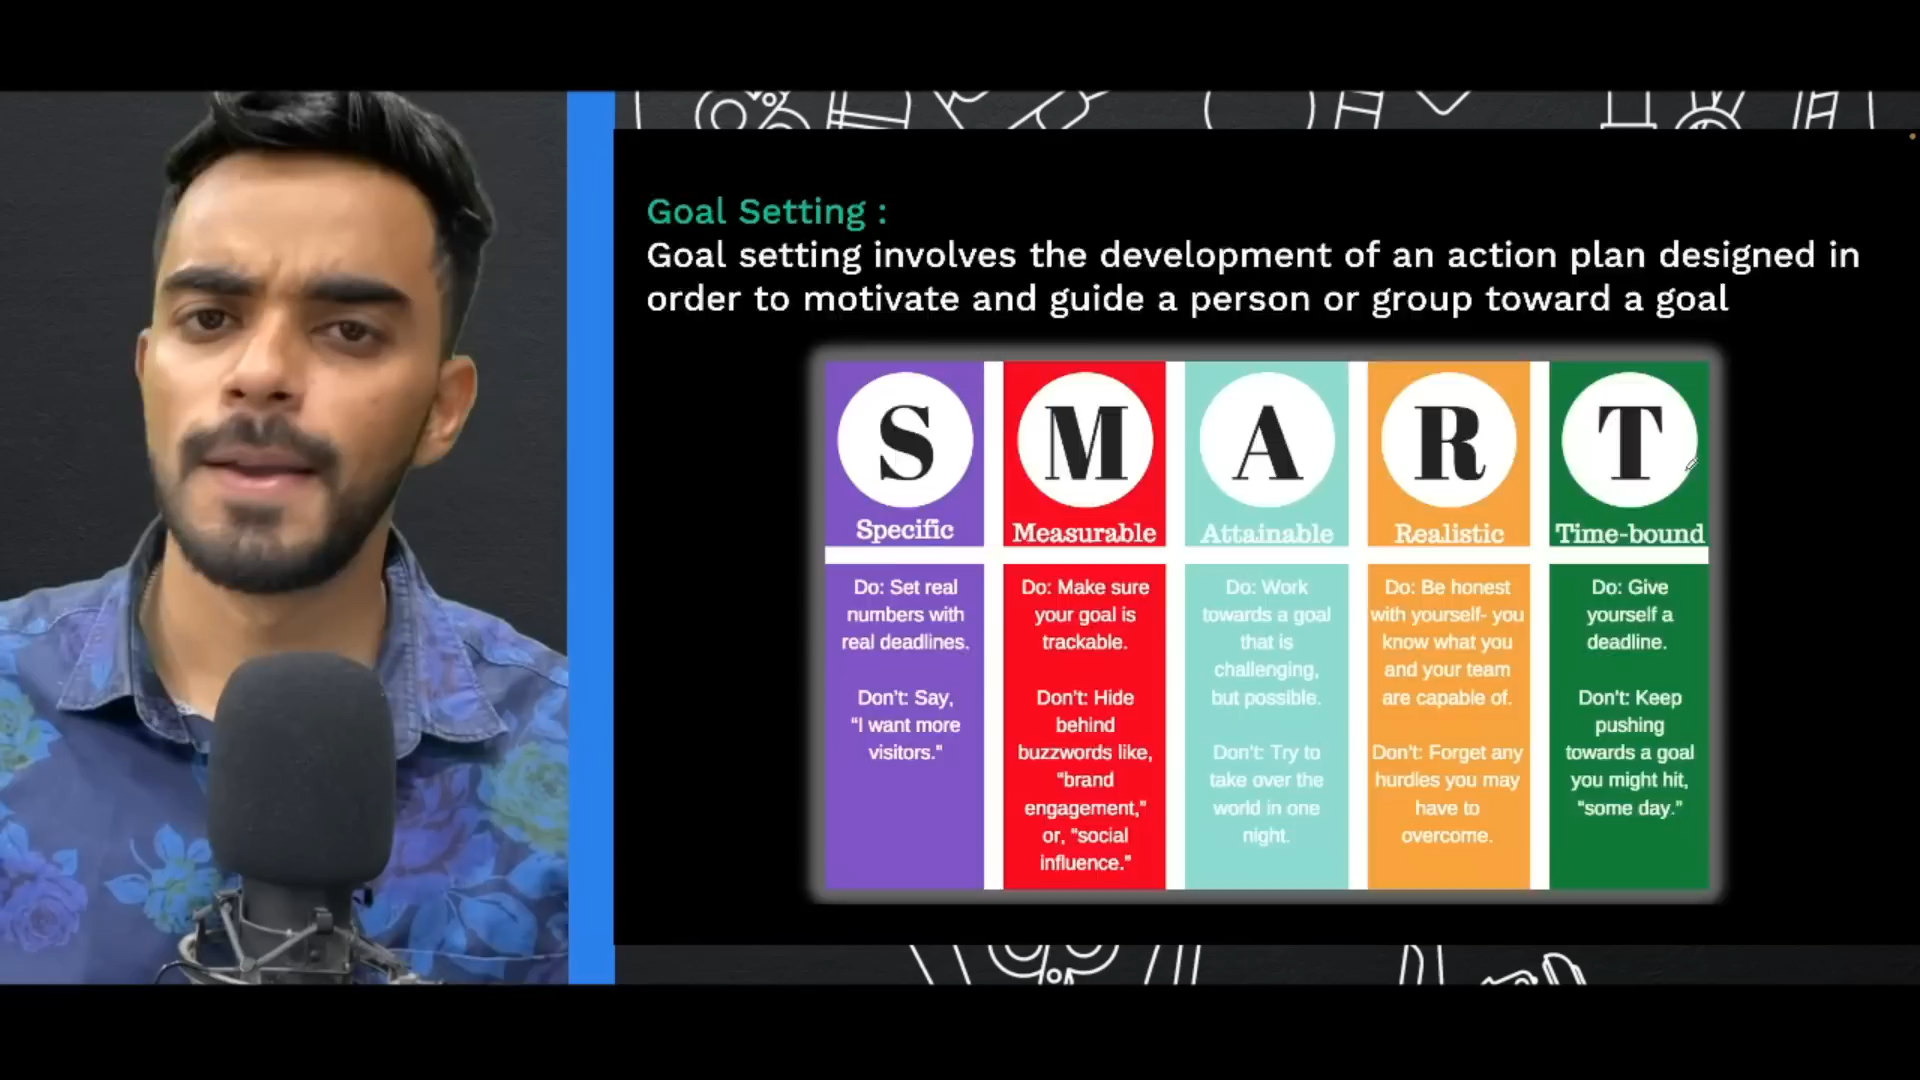 Goal Setting :
Goal setting involves the development of an action plan designed in
order to motivate and guide a person or group toward a goal
S
Specific
Do: Set real
numbers with
real deadlines.
Don't: Say,
“I want more
visitors.”
M
Measurable
Do: Make sure
your goal is
trackable.
Don't: Hide
behind
buzzwords like,
“brand
engagement,”
or, “social
influence.”
A
Attainable
Do: Work
towards a goal
that is
challenging,
but possible.
Don't: Try to
take over the
world in one
night.
R
Realistic
Do: Be honest
with yourself- you
know what you
and your team
are capable of.
Don't: Forget any
hurdles you may
have to
overcome.
T
Time-bound
Do: Give
yourself a
deadline.
Don't: Keep
pushing
towards a goal
you might hit,
“some day.”